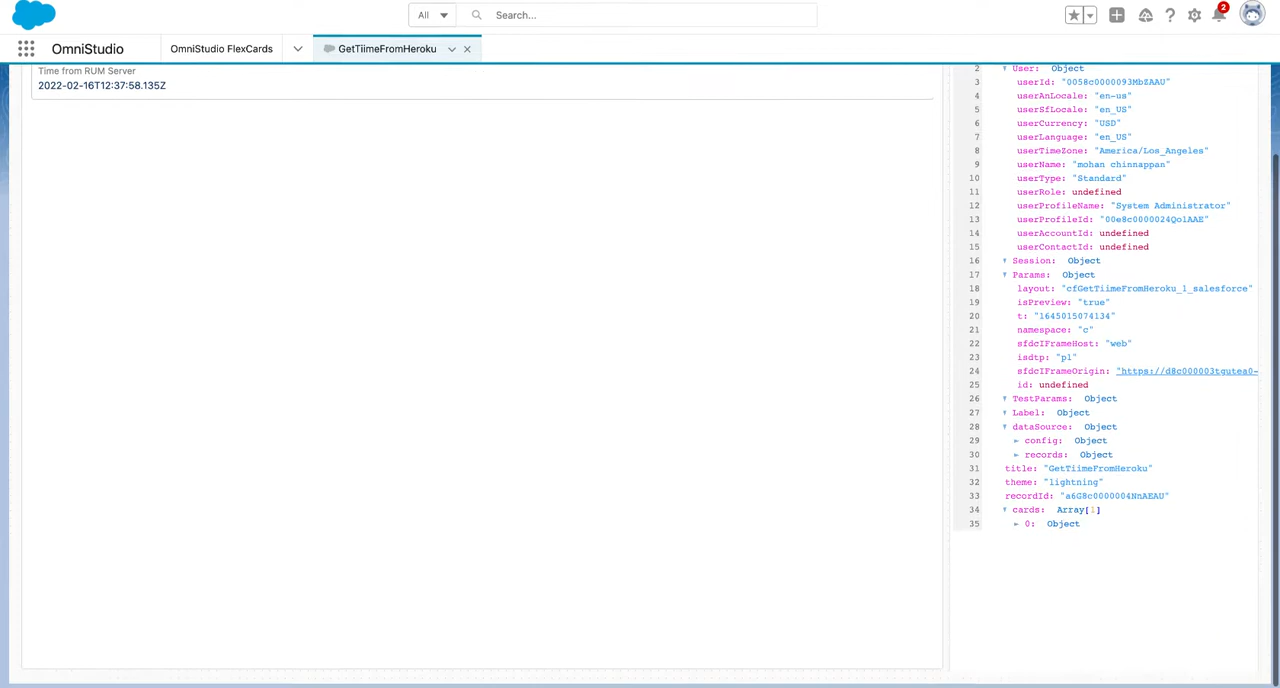 All
Search...
2
OmniStudio
OmniStudio FlexCards
GetTiimeFromHeroku
Time from RUM Server
2022-02-16T12:37:58.135Z
2 User: Object
3 userId: "0058c0000093MbZAAU"
4 userAnLocale: "en-us"
5 userSfLocale: "en_US"
6 userCurrency: "USD"
7 userLanguage: "en_US"
8 userTimeZone: "America/Los_Angeles"
9 userName: "mohan chinnappan"
10 userType: "Standard"
11 userRole: undefined
12 userProfileName: "System Administrator"
13 userProfileId: "00e8c0000024QolAAE"
14 userAccountId: undefined
15 userContactId: undefined
16 Session: Object
17 Params: Object
18 layout: "cfGetTiimeFromHeroku_1_salesforce"
19 isPreview: "true"
20 t: "1645015074134"
21 namespace: "c"
22 sfdcIFrameHost: "web"
23 isdtp: "p1"
24 sfdcIFrameOrigin: "https://d8c000003tgutea0-
25 id: undefined
26 TestParams: Object
27 Label: Object
28 dataSource: Object
29 config: Object
30 records: Object
31 title: "GetTiimeFromHeroku"
32 theme: "lightning"
33 recordId: "a6G8c0000004NnAEAU"
34 cards: Array[1]
35 0: Object